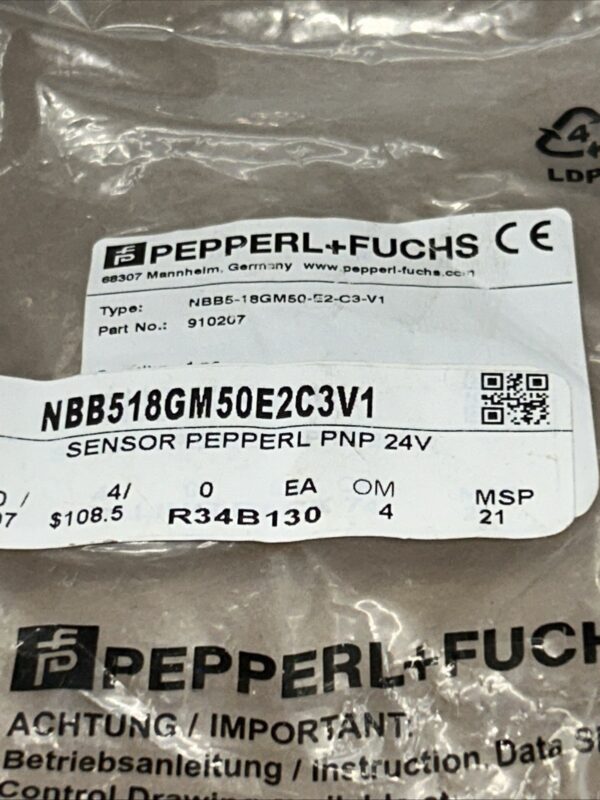 4
LDP
PEPPERL+FUCHS CE
68307 Mannheim, Germany www.pepperl-fuchs.com
Type: NBB5-18GM50-E2-C3-V1
Part No.: 910207
NBB518GM50E2C3V1
SENSOR PEPPERL PNP 24V
/ 4/ 0 EA OM MSP
97 $108.5 R34B130 4 21
PEPPERL+FUCH
ACHTUNG / IMPORTANT:
Betriebsanleitung / instruction, Data S
Control Drawing